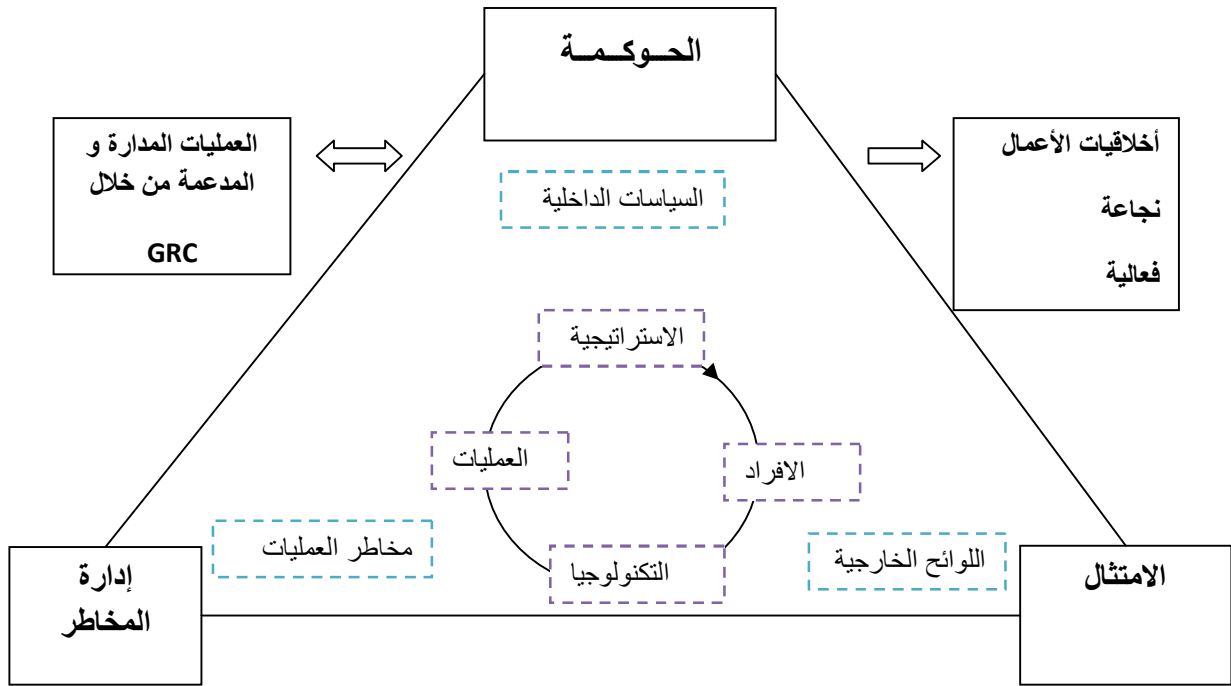 الحـــوكـــمـــة
أخلاقيات الأعمال
نجاعة
فعالية
العمليات المدارة و
المدعمة من خلال
GRC
السياسات الداخلية
الاستراتيجية
الافراد
العمليات
التكنولوجيا
اللوائح الخارجية
مخاطر العمليات
الامتثال
إدارة
المخاطر